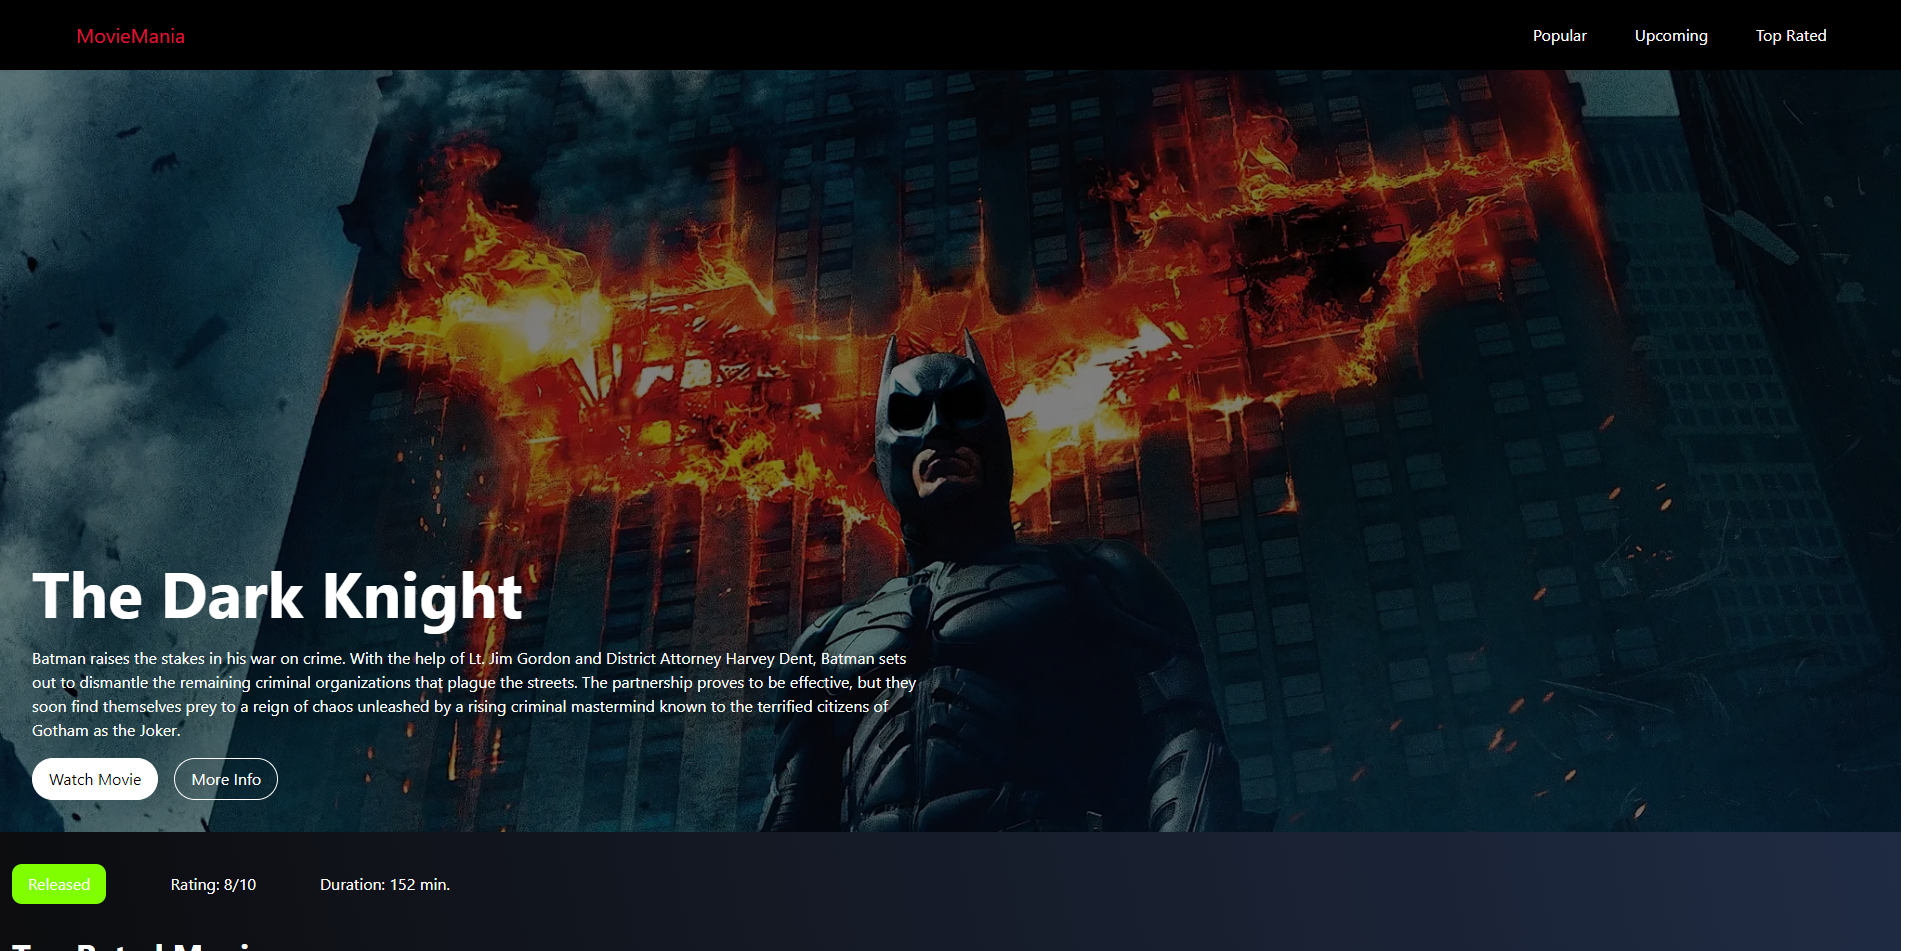 MovieMania
Popular
Upcoming
Top Rated
The Dark Knight
Batman raises the stakes in his war on crime. With the help of Lt. Jim Gordon and District Attorney Harvey Dent, Batman sets
out to dismantle the remaining criminal organizations that plague the streets. The partnership proves to be effective, but they
soon find themselves prey to a reign of chaos unleashed by a rising criminal mastermind known to the terrified citizens of
Gotham as the Joker.
Watch Movie
More Info
Released
Rating: 8/10
Duration: 152 min.
Top Rated